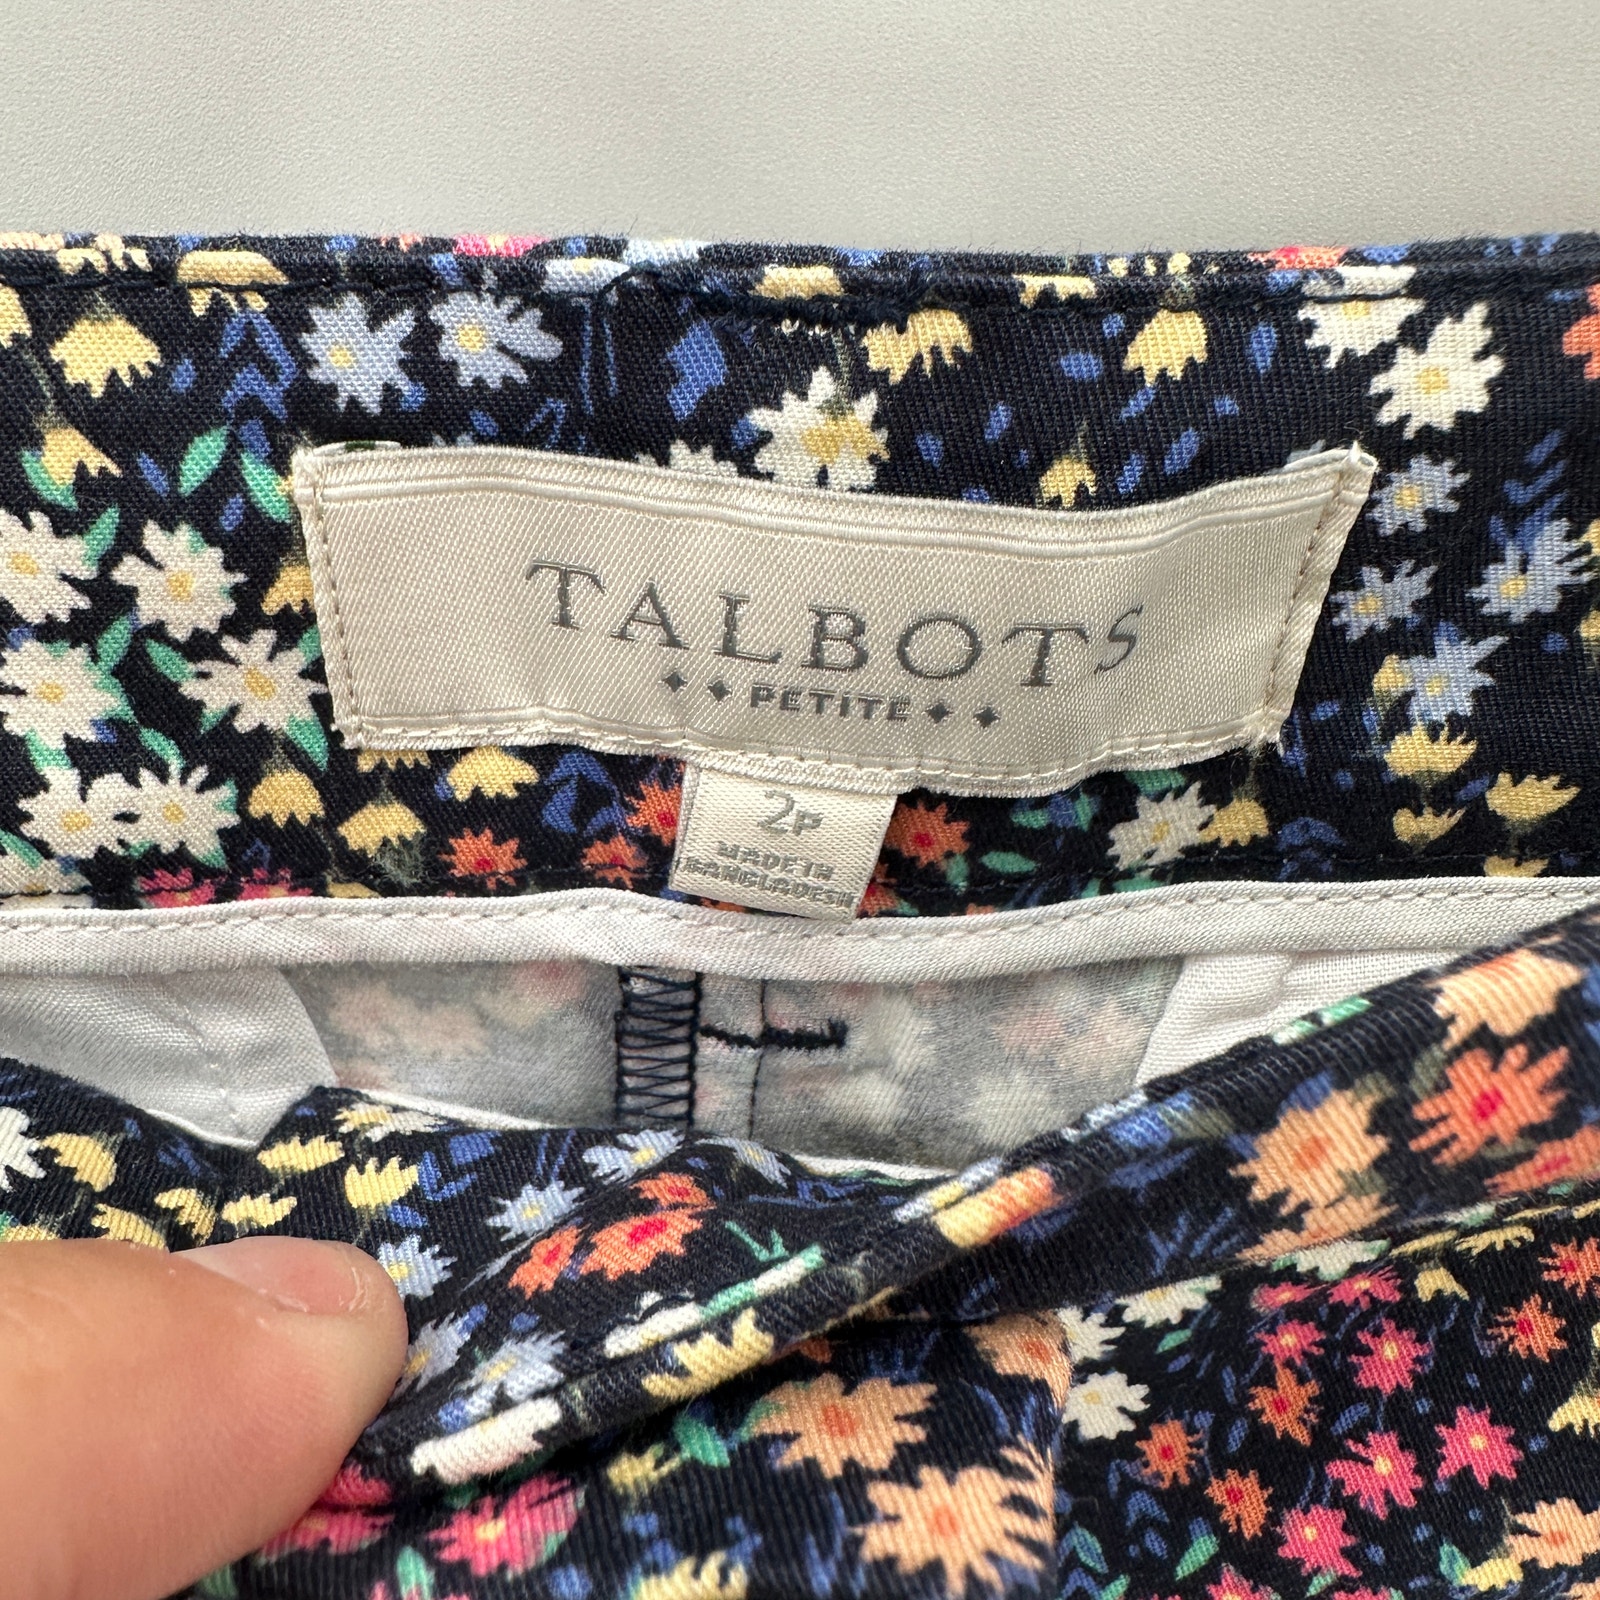 TALBOTS
PETITE
2P
MADE IN
BANGLADESH